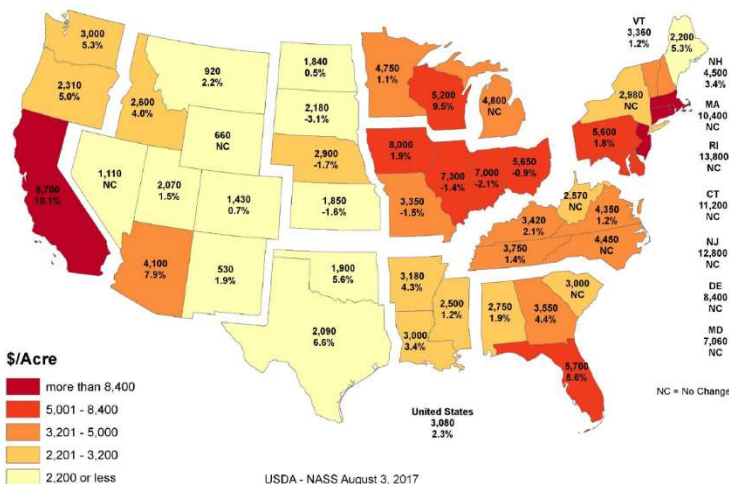 3,000
5.3%
2,310
5.0%
8,700
10.1%
1,110
NC
2,600
4.0%
920
2.2%
660
NC
2,070
1.5%
1,430
0.7%
4,100
7.9%
530
1.9%
1,840
0.5%
2,180
-3.1%
2,900
-1.7%
1,850
-1.6%
1,900
5.6%
2,090
6.6%
4,750
1.1%
8,000
1.9%
3,350
-1.5%
3,180
4.3%
3,000
3.4%
5,200
9.5%
4,800
NC
7,300
-1.4%
7,000
-2.1%
5,650
-0.9%
3,420
2.1%
3,750
1.4%
2,500
1.2%
2,750
1.9%
3,550
4.4%
5,700
5.6%
3,000
NC
4,450
NC
4,350
1.2%
2,570
NC
5,600
1.8%
2,980
NC
2,200
5.3%
VT
3,360
1.2%
NH
4,500
3.4%
MA
10,400
NC
RI
13,800
NC
CT
11,200
NC
NJ
12,800
NC
DE
8,400
NC
MD
7,060
NC
NC = No Change
United States
3,080
2.3%
$/Acre
more than 8,400
5,001 - 8,400
3,201 - 5,000
2,201 - 3,200
2,200 or less
USDA - NASS August 3, 2017